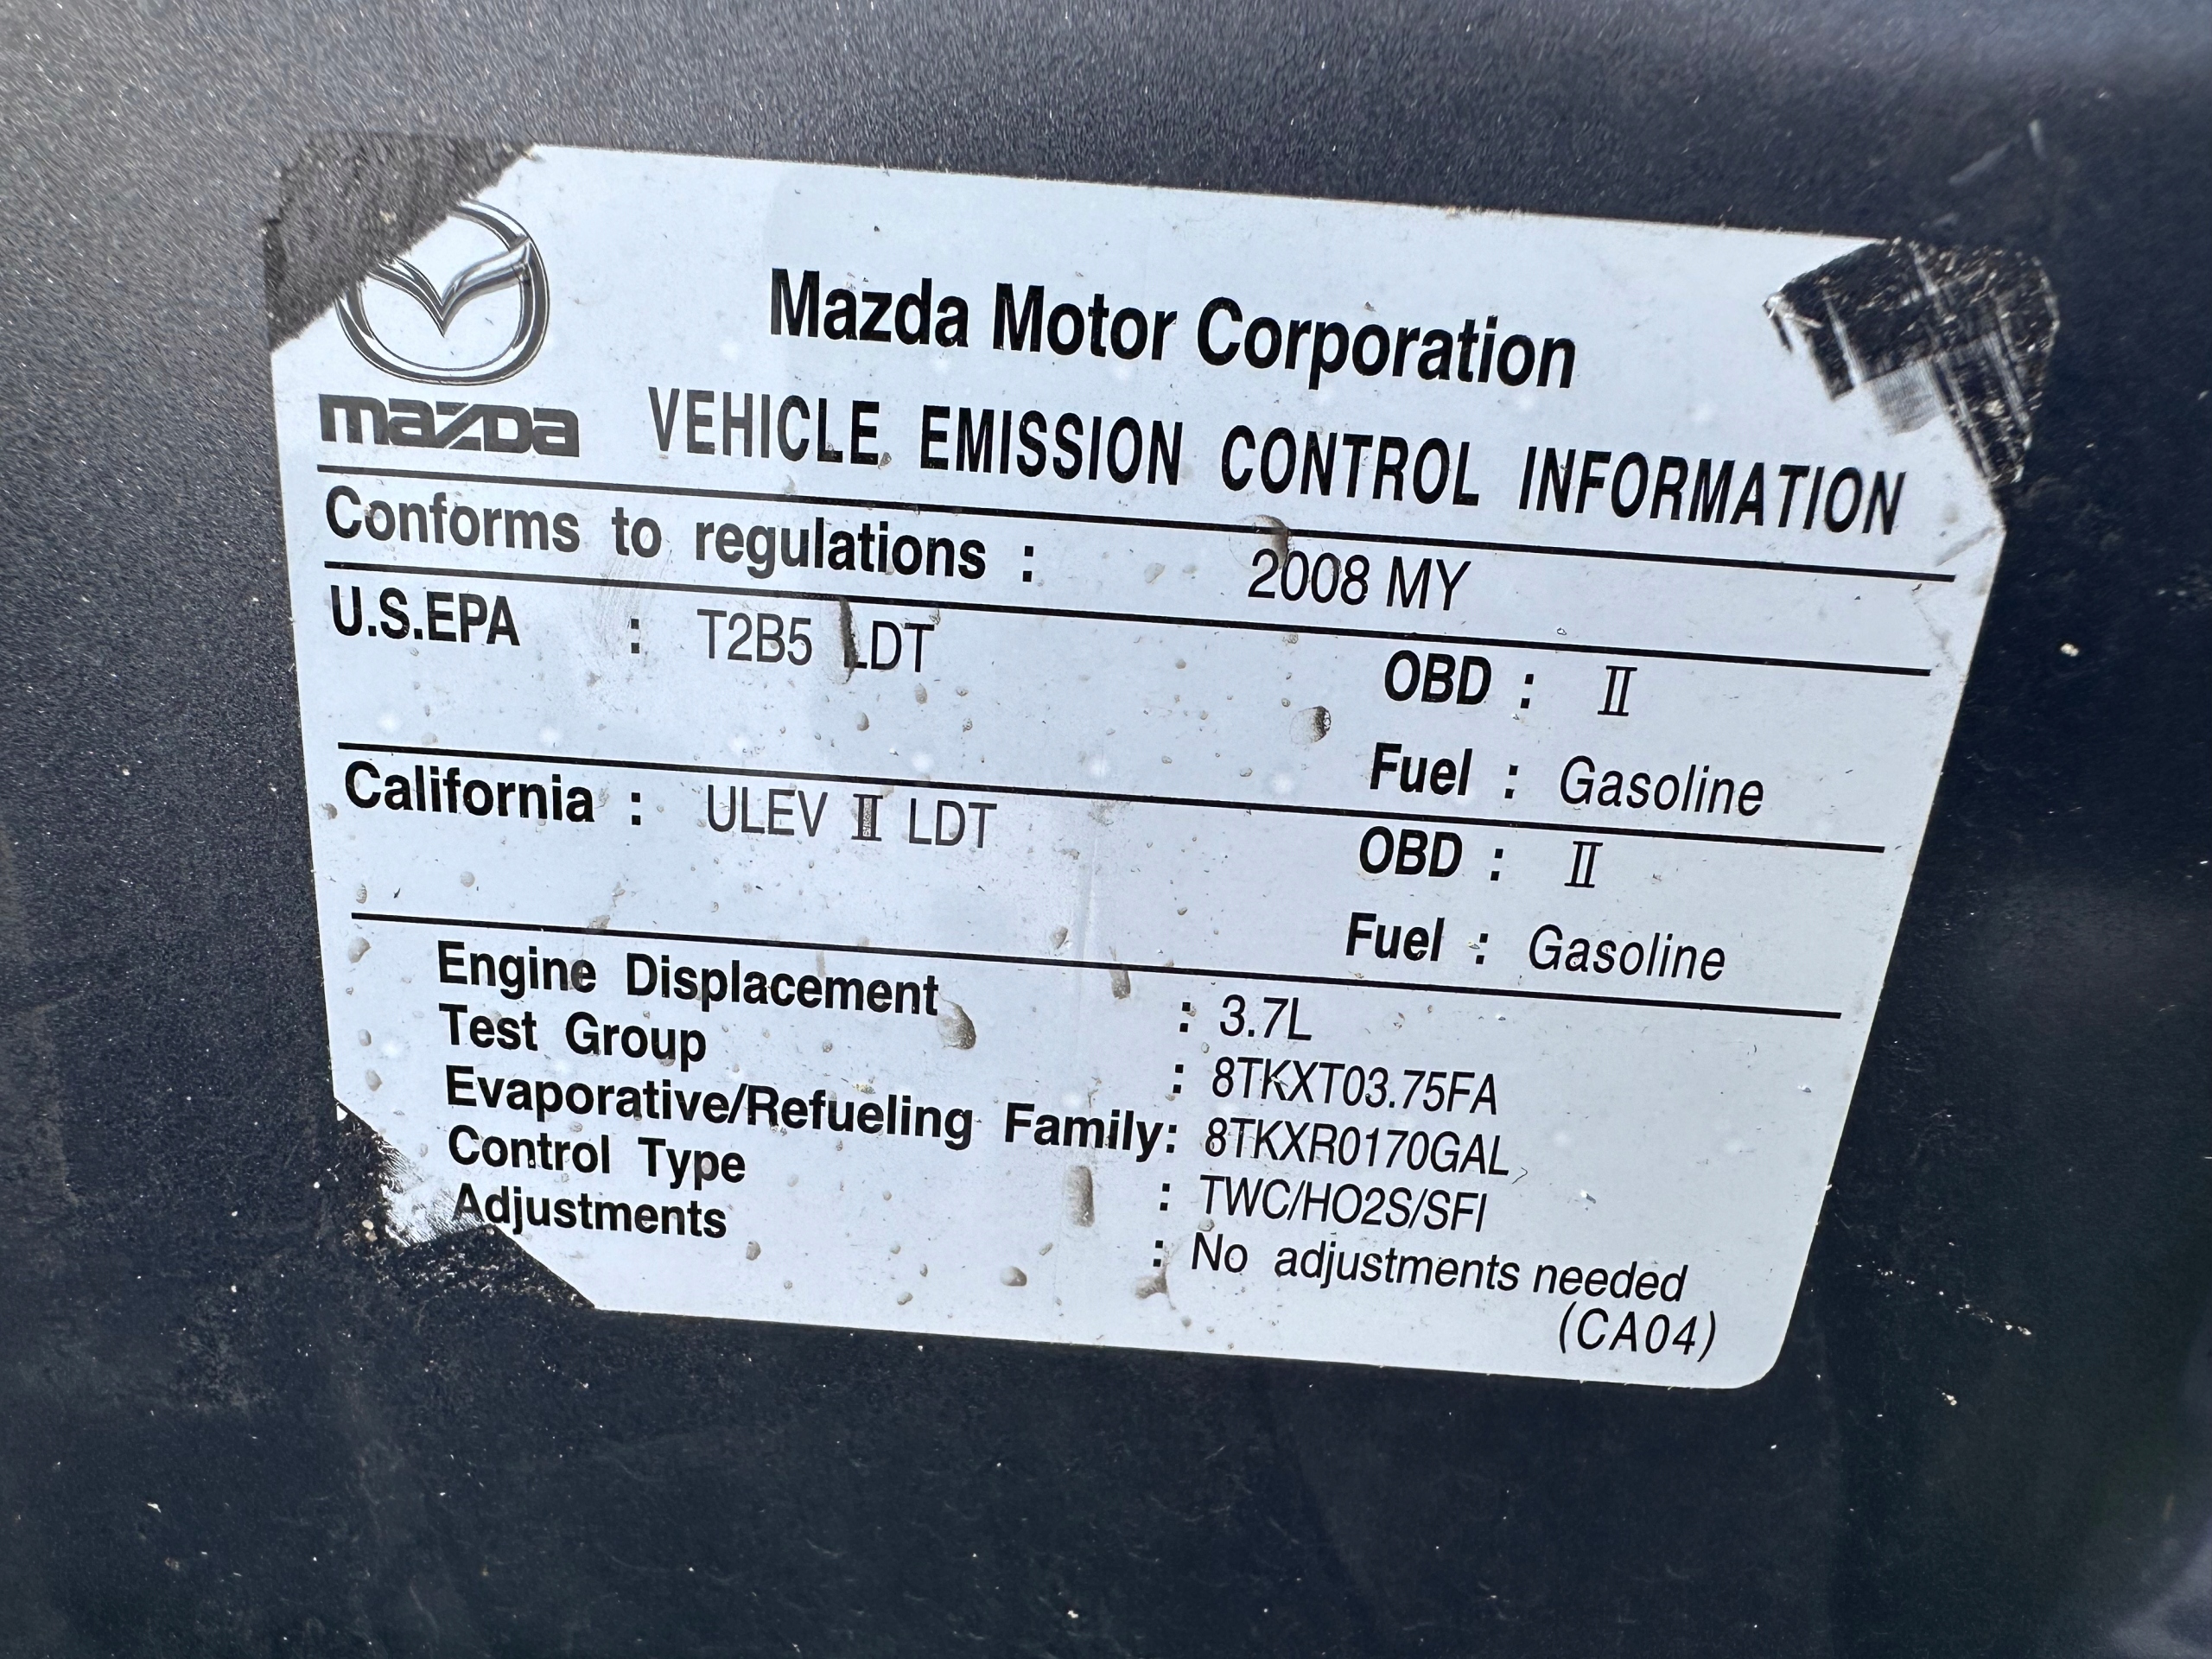 Mazda Motor Corporation
mazda VEHICLE EMISSION CONTROL INFORMATION
Conforms to regulations : 2008 MY
U.S.EPA : T2B5 LDT OBD : II
Fuel : Gasoline
California : ULEV II LDT OBD : II
Fuel : Gasoline
Engine Displacement : 3.7L
Test Group : 8TKXT03.75FA
Evaporative/Refueling Family: 8TKXR0170GAL
Control Type : TWC/HO2S/SFI
Adjustments : No adjustments needed
(CA04)